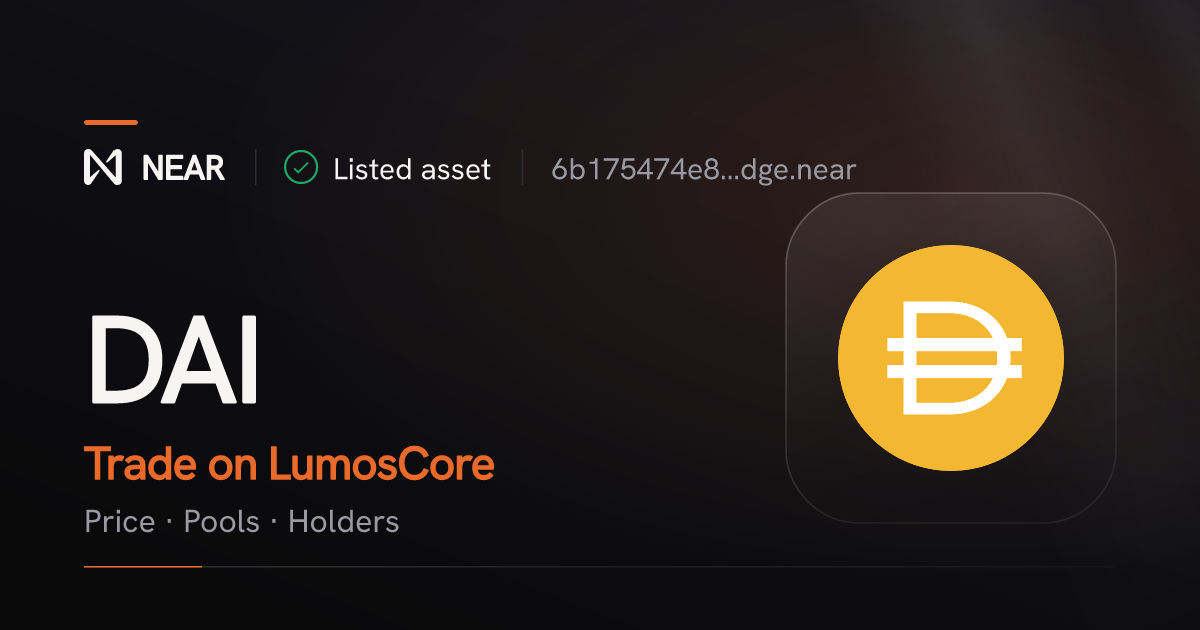 NEAR Listed asset 6b175474e8...dge.near
DAI
Trade on LumosCore
Price · Pools · Holders